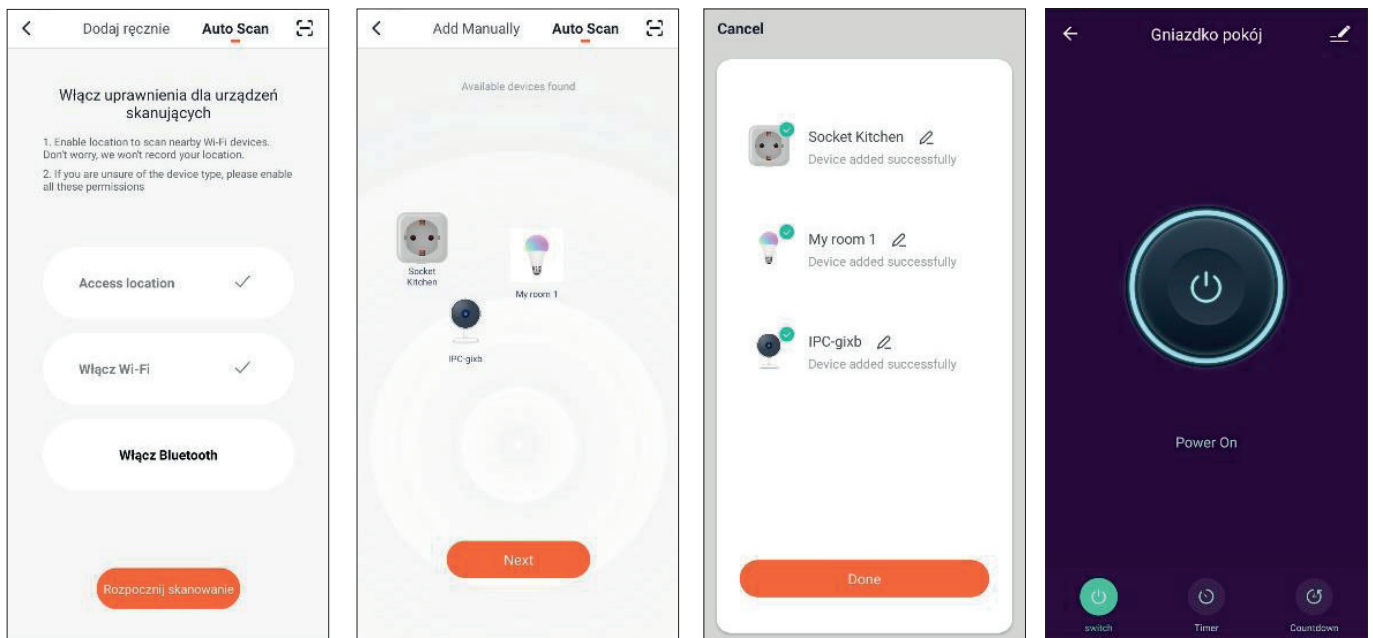 Dodaj ręcznie
Auto Scan
Włącz uprawnienia dla urządzeń
skanujących
1. Enable location to scan nearby Wi-Fi devices.
Don't worry, we won't record your location.
2. If you are unsure of the device type, please enable
all these permissions
Access location
Włącz Wi-Fi
Włącz Bluetooth
Rozpocznij skanowanie
Add Manually
Auto Scan
Available devices found
Socket
Kitchen
My room 1
IPC-gixb
Next
Cancel
Socket Kitchen
Device added successfully
My room 1
Device added successfully
IPC-gixb
Device added successfully
Done
Gniazdko pokój
Power On
switch
Timer
Countdown